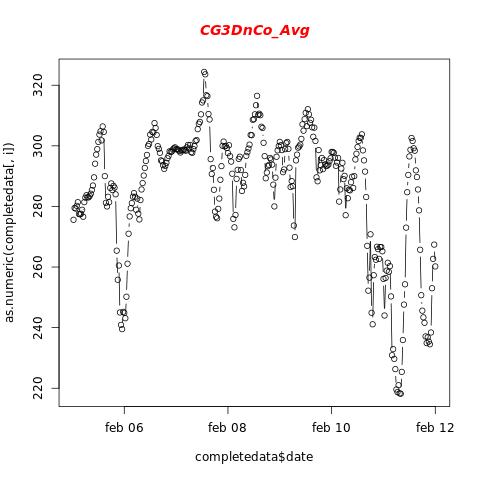 CG3DnCo_Avg
as.numeric(completedata[, i])
320
300
280
260
240
220
feb 06
feb 08
feb 10
feb 12
completedata$date